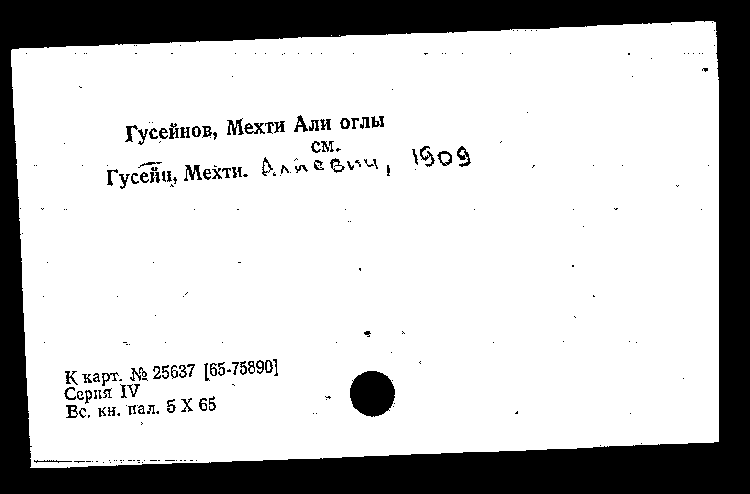 Гусейнов, Мехти Али оглы
см.
Гусейн, Мехти. Алиевич, 1909
К карт. № 25637 [65-75890]
Серия IV
Вс. кн. пал. 5 X 65